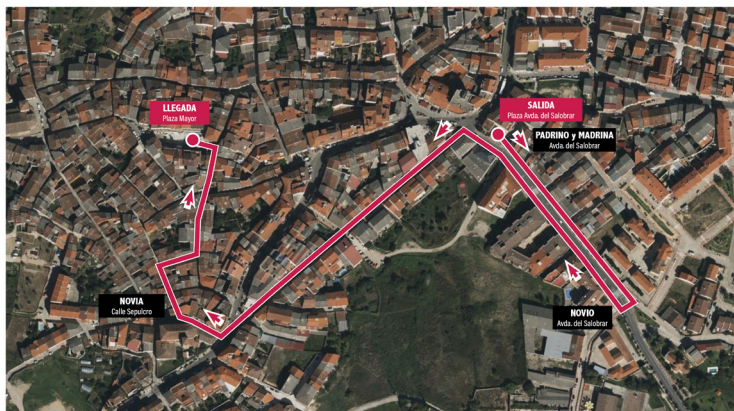 LLEGADA
Plaza Mayor
SALIDA
Plaza Avda. del Salobrar
PADRINO y MADRINA
Avda. del Salobrar
NOVIA
Calle Sepulcro
NOVIO
Avda. del Salobrar